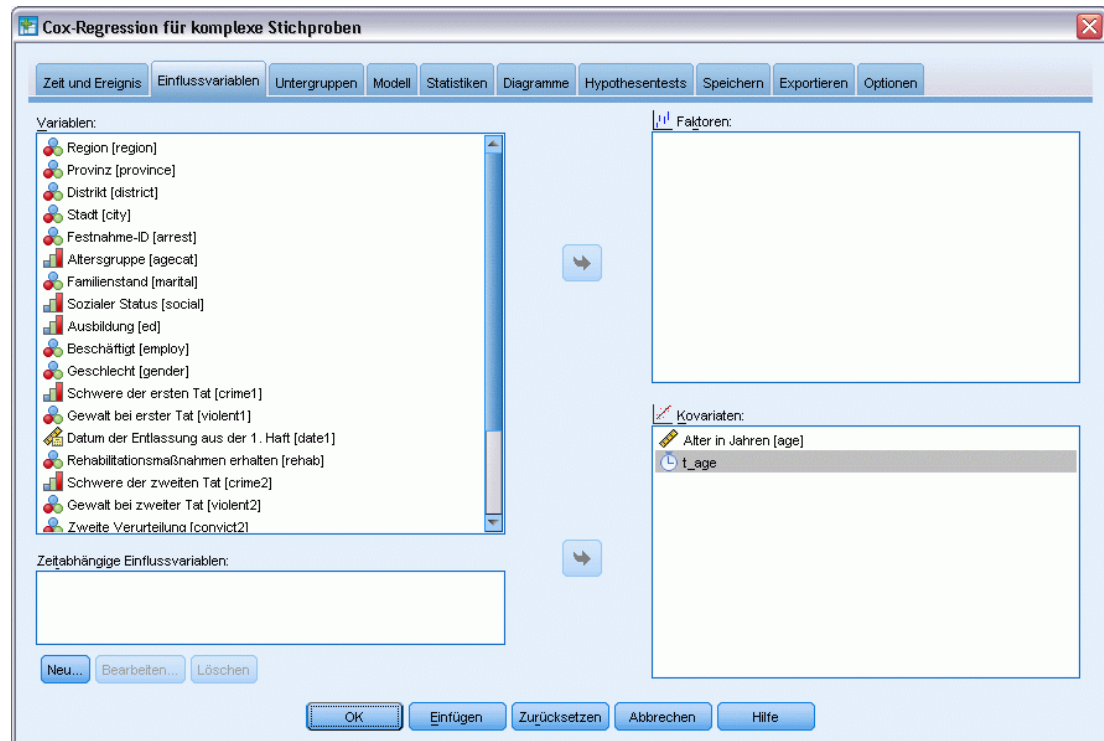 Cox-Regression für komplexe Stichproben
Zeit und Ereignis
Einflussvariablen
Untergruppen
Modell
Statistiken
Diagramme
Hypothesentests
Speichern
Exportieren
Optionen
Variablen:
Region [region]
Provinz [province]
Distrikt [district]
Stadt [city]
Festnahme-ID [arrest]
Altersgruppe [agecat]
Familienstand [marital]
Sozialer Status [social]
Ausbildung [ed]
Beschäftigt [employ]
Geschlecht [gender]
Schwere der ersten Tat [crime1]
Gewalt bei erster Tat [violent1]
Datum der Entlassung aus der 1. Haft [date1]
Rehabilitationsmaßnahmen erhalten [rehab]
Schwere der zweiten Tat [crime2]
Gewalt bei zweiter Tat [violent2]
Zweite Verurteilung [convict2]
Zeitabhängige Einflussvariablen:
Neu...
Bearbeiten...
Löschen
Faktoren:
Kovariaten:
Alter in Jahren [age]
t_age
OK
Einfügen
Zurücksetzen
Abbrechen
Hilfe